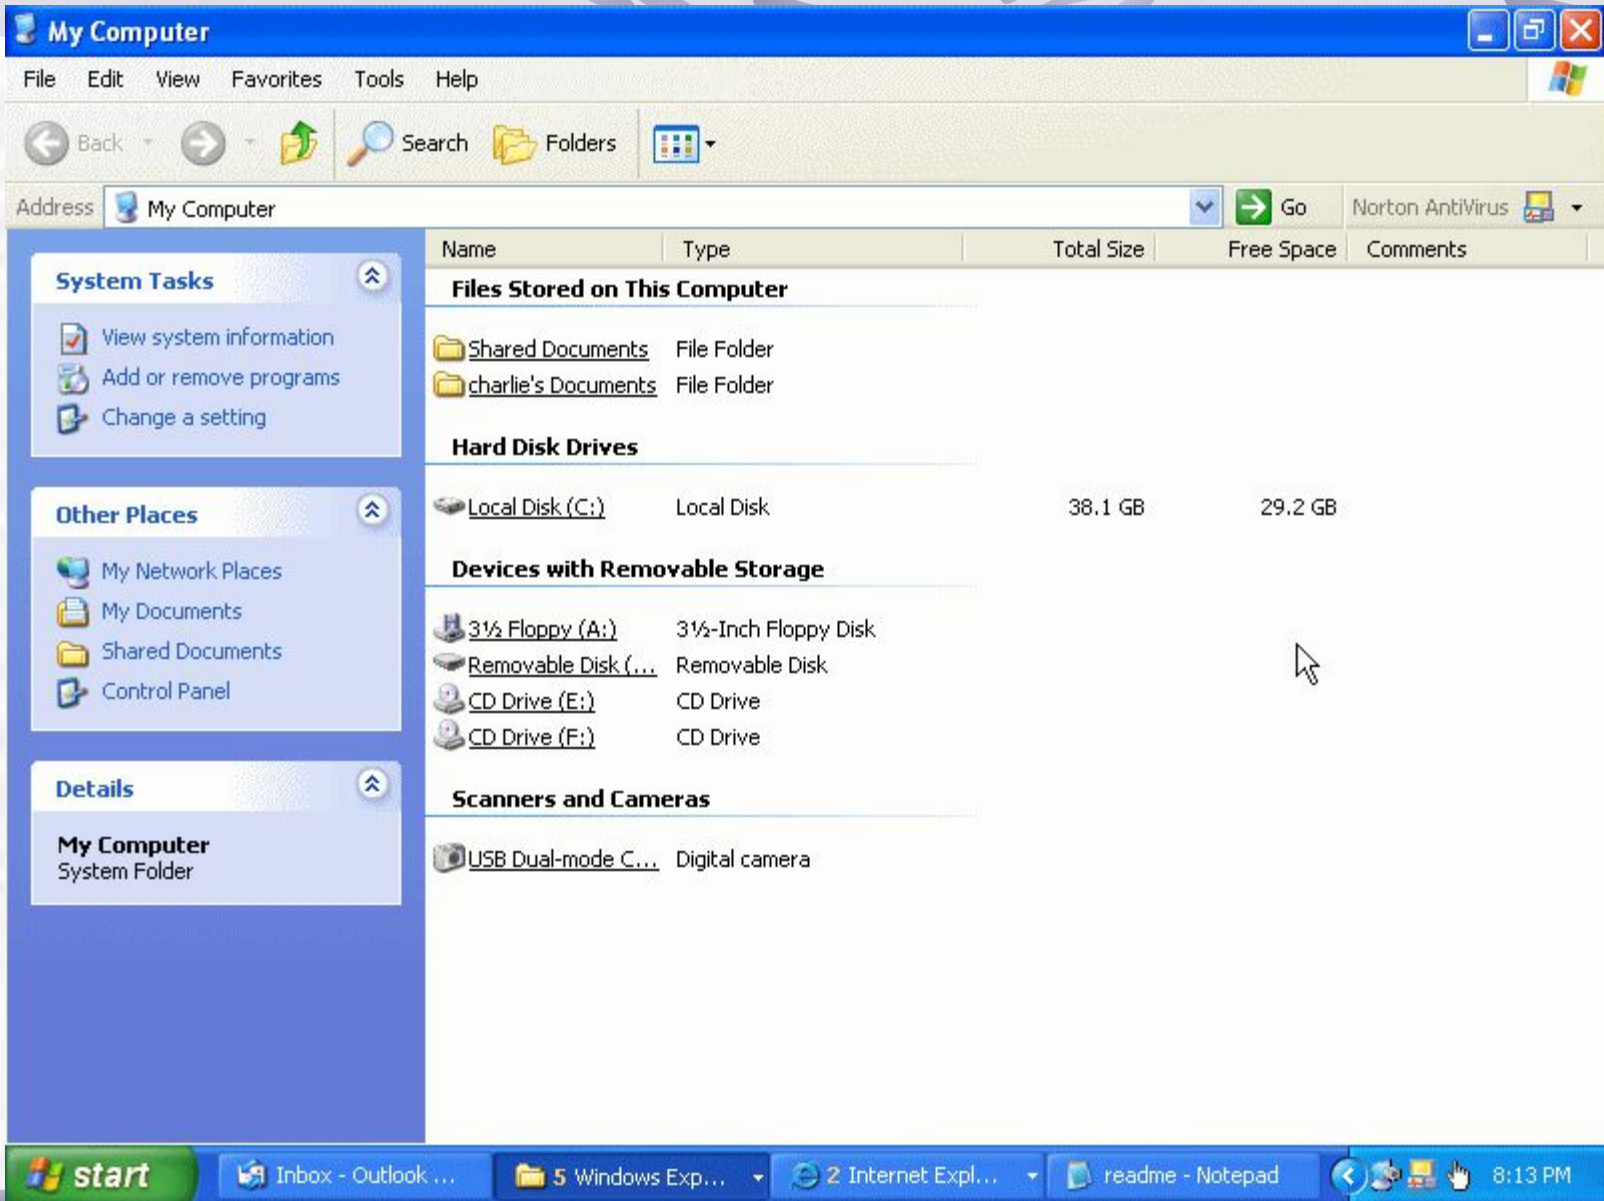 My Computer
File Edit View Favorites Tools Help
Back Search Folders
Address My Computer Go Norton AntiVirus
Name Type Total Size Free Space Comments
System Tasks
View system information
Add or remove programs
Change a setting
Other Places
My Network Places
My Documents
Shared Documents
Control Panel
Details
My Computer
System Folder
Files Stored on This Computer
Shared Documents File Folder
charlie's Documents File Folder
Hard Disk Drives
Local Disk (C:) Local Disk 38.1 GB 29.2 GB
Devices with Removable Storage
3½ Floppy (A:) 3½-Inch Floppy Disk
Removable Disk (... Removable Disk
CD Drive (E:) CD Drive
CD Drive (F:) CD Drive
Scanners and Cameras
USB Dual-mode C... Digital camera
start Inbox - Outlook ... 5 Windows Exp... 2 Internet Expl... readme - Notepad 8:13 PM